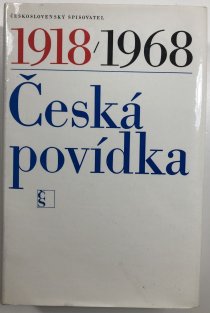 ČESKOSLOVENSKÝ SPISOVATEL
1918/1968
Česká
povídka
ČS